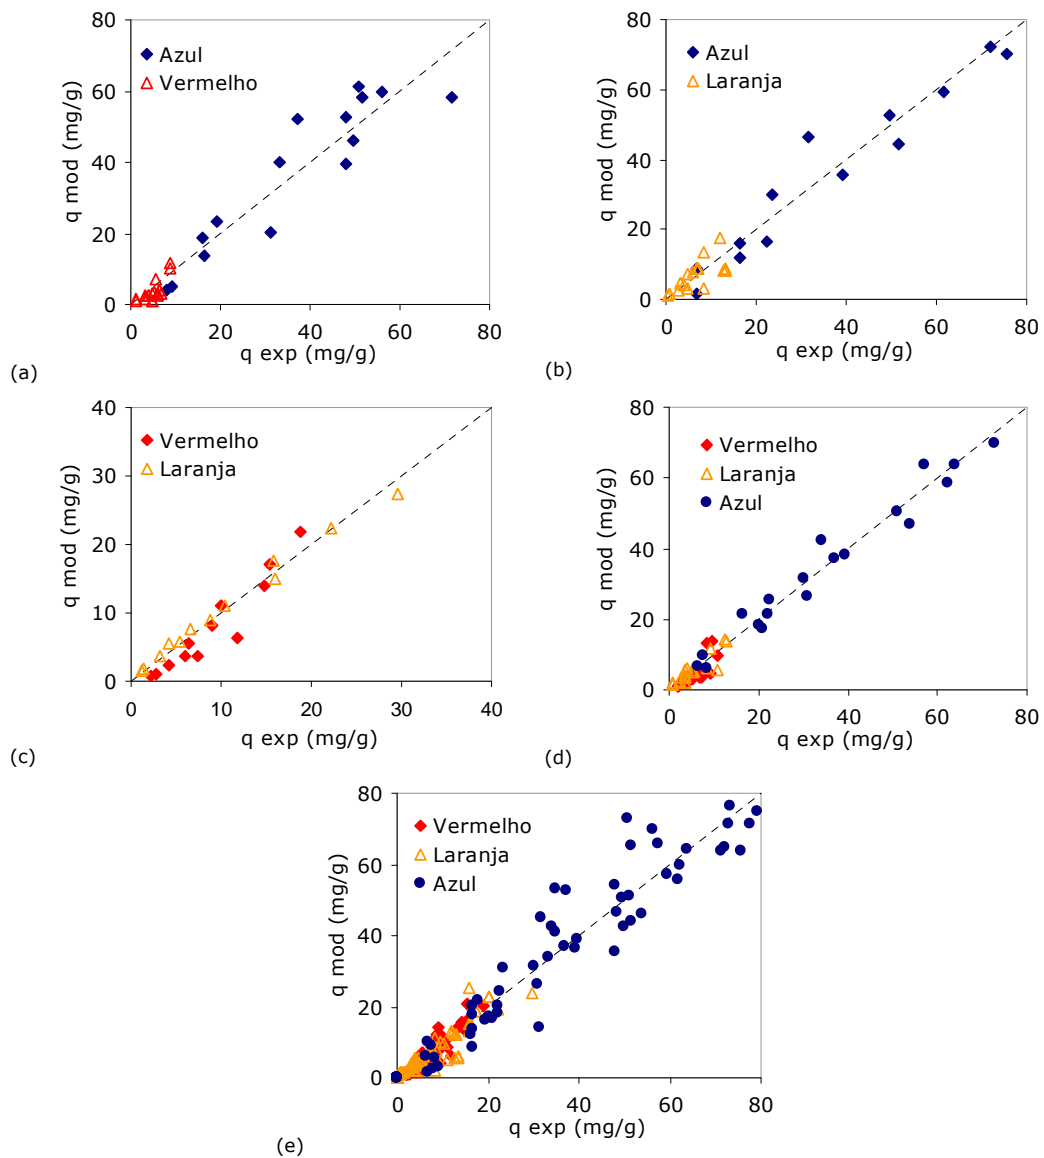 80
60
40
20
0
q mod (mg/g)
Azul
Vermelho
0 20 40 60 80
q exp (mg/g)
(a)
80
60
40
20
0
q mod (mg/g)
Azul
Laranja
0 20 40 60 80
q exp (mg/g)
(b)
40
30
20
10
0
q mod (mg/g)
Vermelho
Laranja
0 10 20 30 40
q exp (mg/g)
(c)
80
60
40
20
0
q mod (mg/g)
Vermelho
Laranja
Azul
0 20 40 60 80
q exp (mg/g)
(d)
80
60
40
20
0
q mod (mg/g)
Vermelho
Laranja
Azul
0 20 40 60 80
q exp (mg/g)
(e)